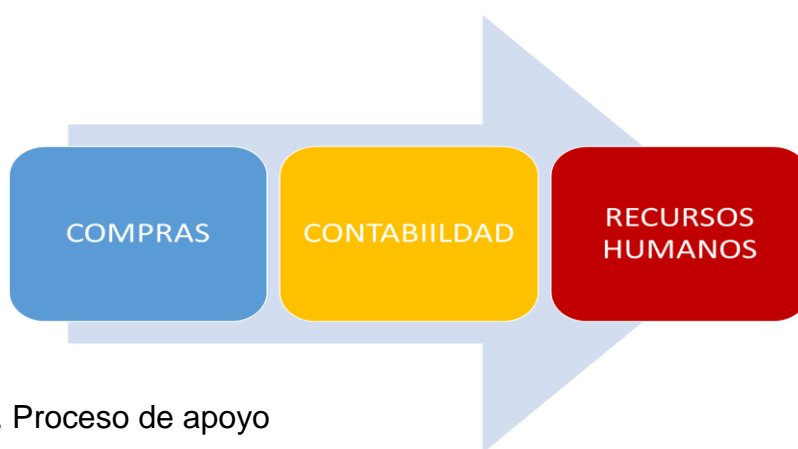 COMPRAS
CONTABIILDAD
RECURSOS
HUMANOS
. Proceso de apoyo